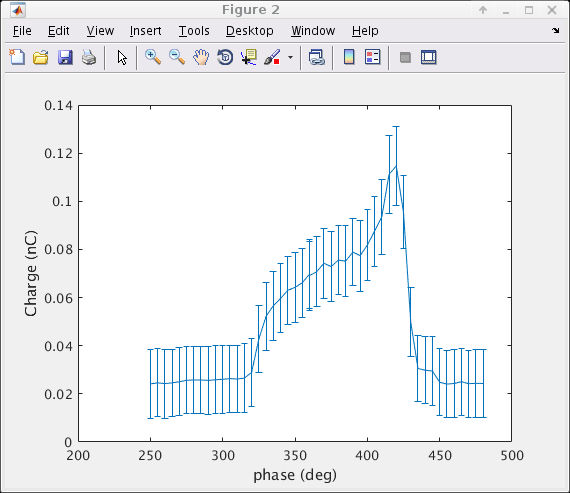 Figure 2
File Edit View Insert Tools Desktop Window Help
0.14
0.12
0.1
0.08
0.06
0.04
0.02
0
Charge (nC)
200 250 300 350 400 450 500
phase (deg)